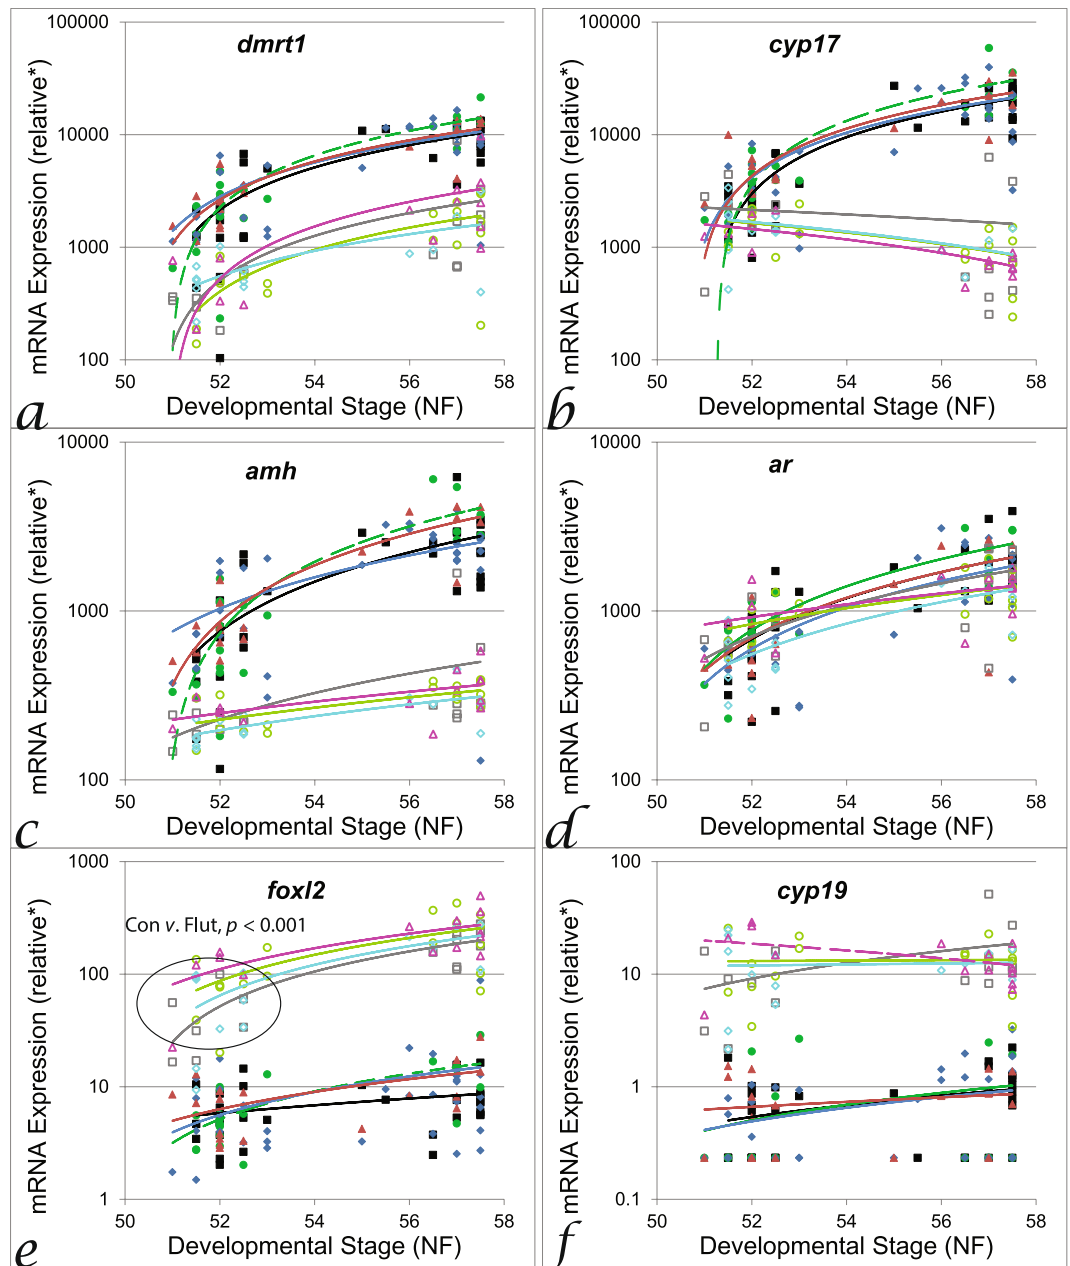 100000
10000
1000
100
50
52
54
56
58
mRNA Expression (relative*)
Developmental Stage (NF)
dmrt1
a
100000
10000
1000
100
50
52
54
56
58
mRNA Expression (relative*)
Developmental Stage (NF)
cyp17
b
10000
1000
100
50
52
54
56
58
mRNA Expression (relative*)
Developmental Stage (NF)
amh
c
10000
1000
100
50
52
54
56
58
mRNA Expression (relative*)
Developmental Stage (NF)
ar
d
1000
100
10
1
50
52
54
56
58
mRNA Expression (relative*)
Developmental Stage (NF)
foxl2
Con v. Flut, p < 0.001
e
100
10
1
0.1
50
52
54
56
58
mRNA Expression (relative*)
Developmental Stage (NF)
cyp19
f